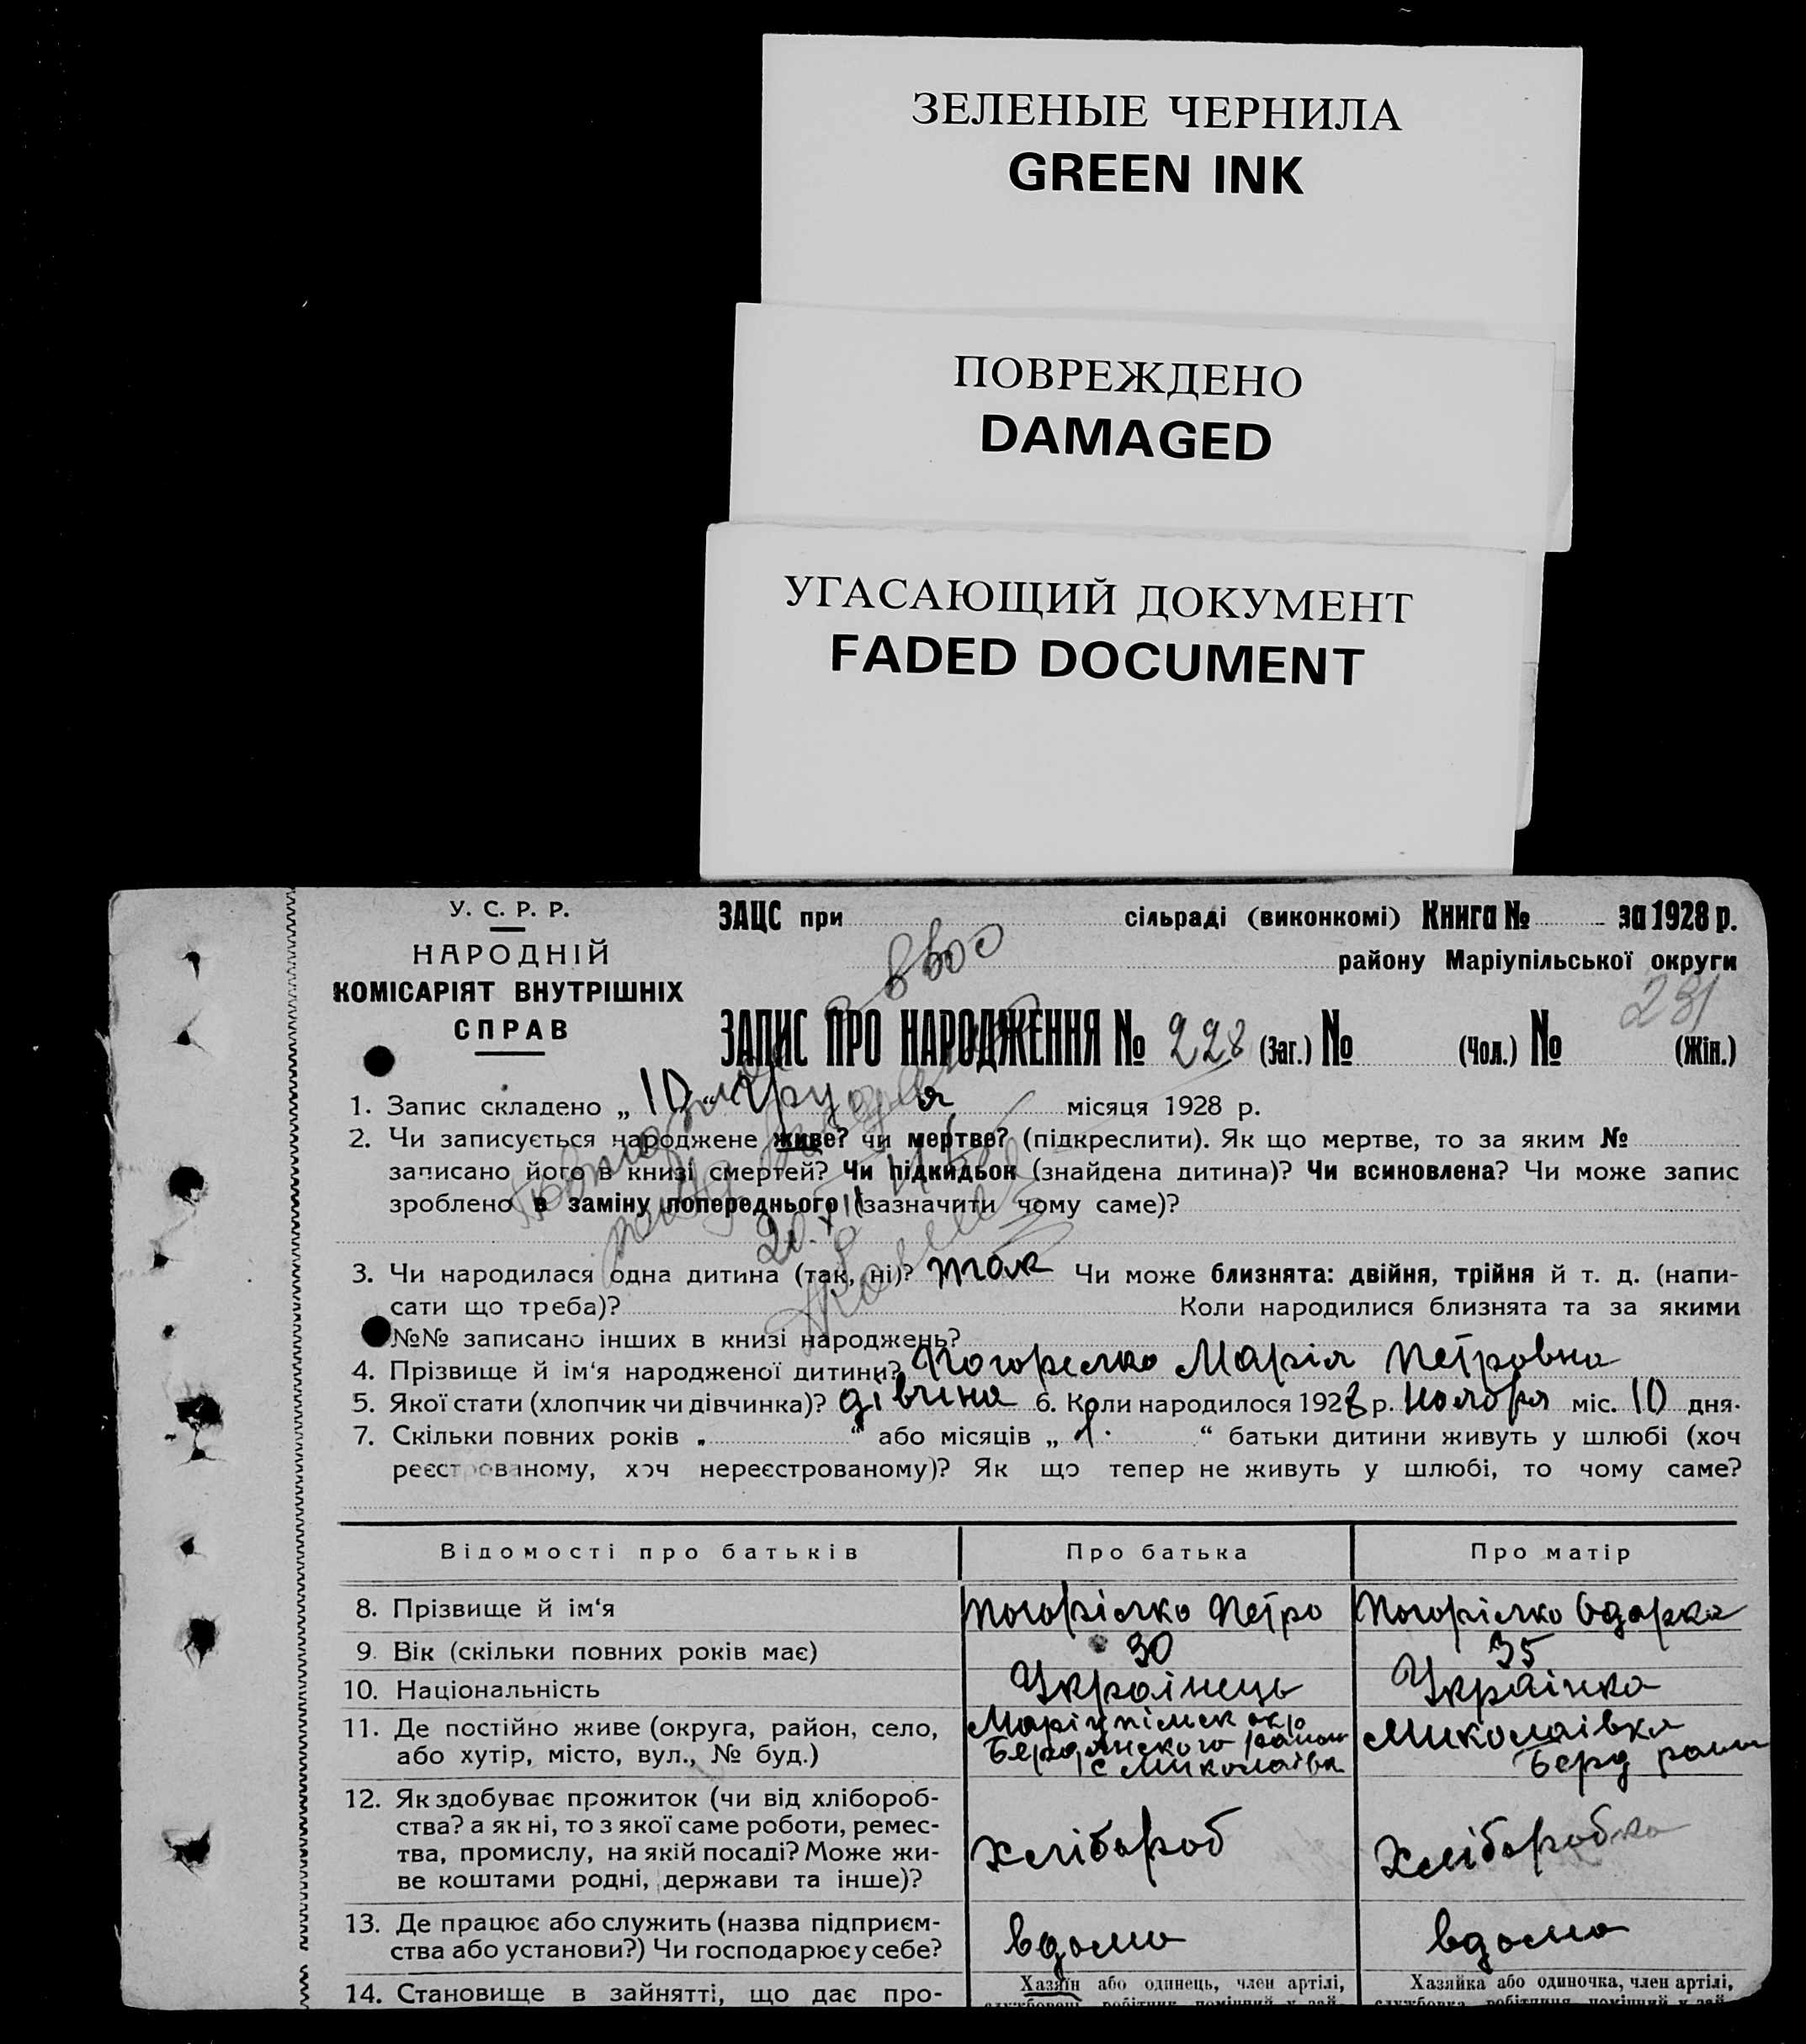 ЗЕЛЕНЫЕ ЧЕРНИЛА
GREEN INK
ПОВРЕЖДЕНО
DAMAGED
УГАСАЮЩИЙ ДОКУМЕНТ
FADED DOCUMENT
У. С. Р. Р.
НАРОДНІЙ
КОМІСАРІЯТ ВНУТРІШНІХ
СПРАВ
ЗАЦС при сільраді (виконкомі) Книга № за 1928 р.
району Маріупільської округи
231
ЗАПИС ПРО НАРОДЖЕННЯ № 228 (Заг.) № (Чол.) № (Жін.)
1. Запис складено „ 10 “ місяця 1928 р.
2. Чи записується народжене живе? чи мертве? (підкреслити). Як що мертве, то за яким №
записано його в книзі смертей? Чи підкидьок (знайдена дитина)? Чи всиновлена? Чи може запис
зроблено в заміну попереднього (зазначити чому саме)?
3. Чи народилася одна дитина (так, ні)? так Чи може близнята: двійня, трійня й т. д. (напи-
сати що треба)? Коли народилися близнята та за якими
№№ записано інших в книзі народжень?
4. Прізвище й ім‘я народженої дитини? Погорелко Марія Петровна
5. Якої стати (хлопчик чи дівчинка)? дівчина 6. Коли народилося 1928 р. ноября міс. 10 дня.
7. Скільки повних років „ “ або місяців „ “ батьки дитини живуть у шлюбі (хоч
реєстрованому, хоч нереєстрованому)? Як що тепер не живуть у шлюбі, то чому саме?
Відомості про батьків Про батька Про матір
8. Прізвище й ім‘я Погорілко Петро Погорілко Одарка
9. Вік (скільки повних років має) 30 35
10. Національність Українець Українка
11. Де постійно живе (округа, район, село,
або хутір, місто, вул., № буд.)
Маріупільск окр
Бердянского район
с Миколаівка
Миколаівка
Берд район
12. Як здобуває прожиток (чи від хлібороб-
ства? а як ні, то з якої саме роботи, ремес-
тва, промислу, на якій посаді? Може жи-
ве коштами родні, держави та інше)?
Хлібороб Хліборобка
13. Де працює або служить (назва підприєм-
ства або установи?) Чи господарює у себе?
вдома вдома
14. Становище в зайнятті, що дає про-
Хазяїн або одинець, член артілі,
Хазяйка або одиночка, член артілі,